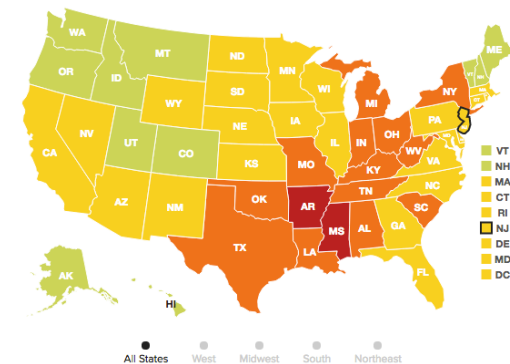 WA
MT
ND
MN
ME
OR
ID
SD
WI
MI
VT
NH
NY
WY
IA
PA
NV
NE
IL
IN
OH
CA
UT
CO
KS
MO
WV
VA
KY
NC
AZ
NM
OK
AR
TN
SC
TX
LA
MS
AL
GA
FL
AK
HI
VT
NH
MA
CT
RI
NJ
DE
MD
DC
All States West Midwest South Northeast